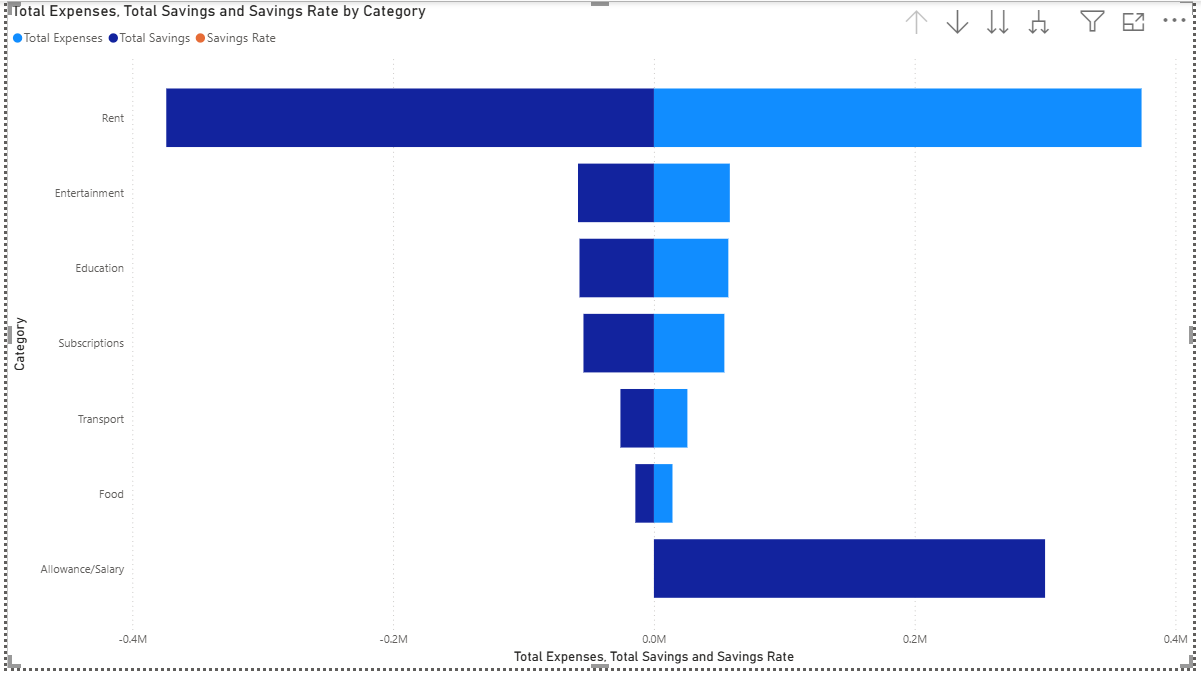 Total Expenses, Total Savings and Savings Rate by Category
Total Expenses Total Savings Savings Rate
Rent
Entertainment
Education
Subscriptions
Transport
Food
Allowance/Salary
Category
-0.4M -0.2M 0.0M 0.2M 0.4M
Total Expenses, Total Savings and Savings Rate